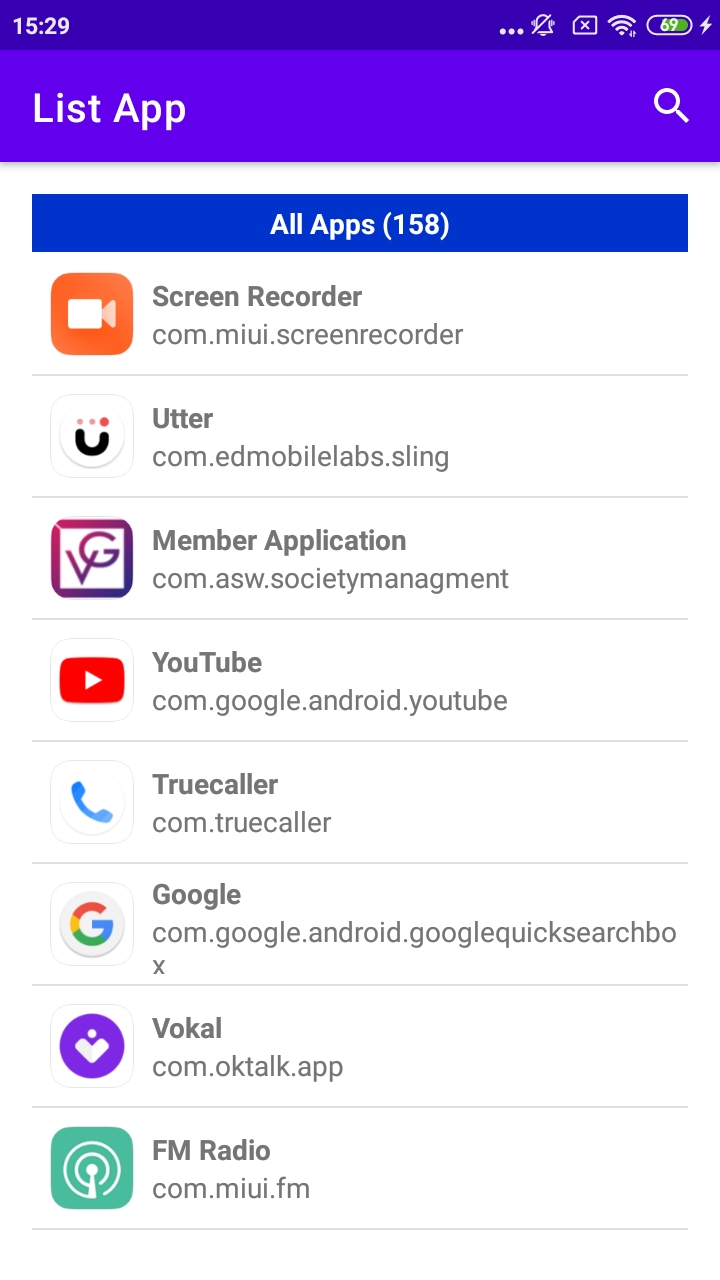 15:29
69
List App
All Apps (158)
Screen Recorder
com.miui.screenrecorder
Utter
com.edmobilelabs.sling
VG
Member Application
com.asw.societymanagment
YouTube
com.google.android.youtube
Truecaller
com.truecaller
G
Google
com.google.android.googlequicksearchbo
x
Vokal
com.oktalk.app
FM Radio
com.miui.fm